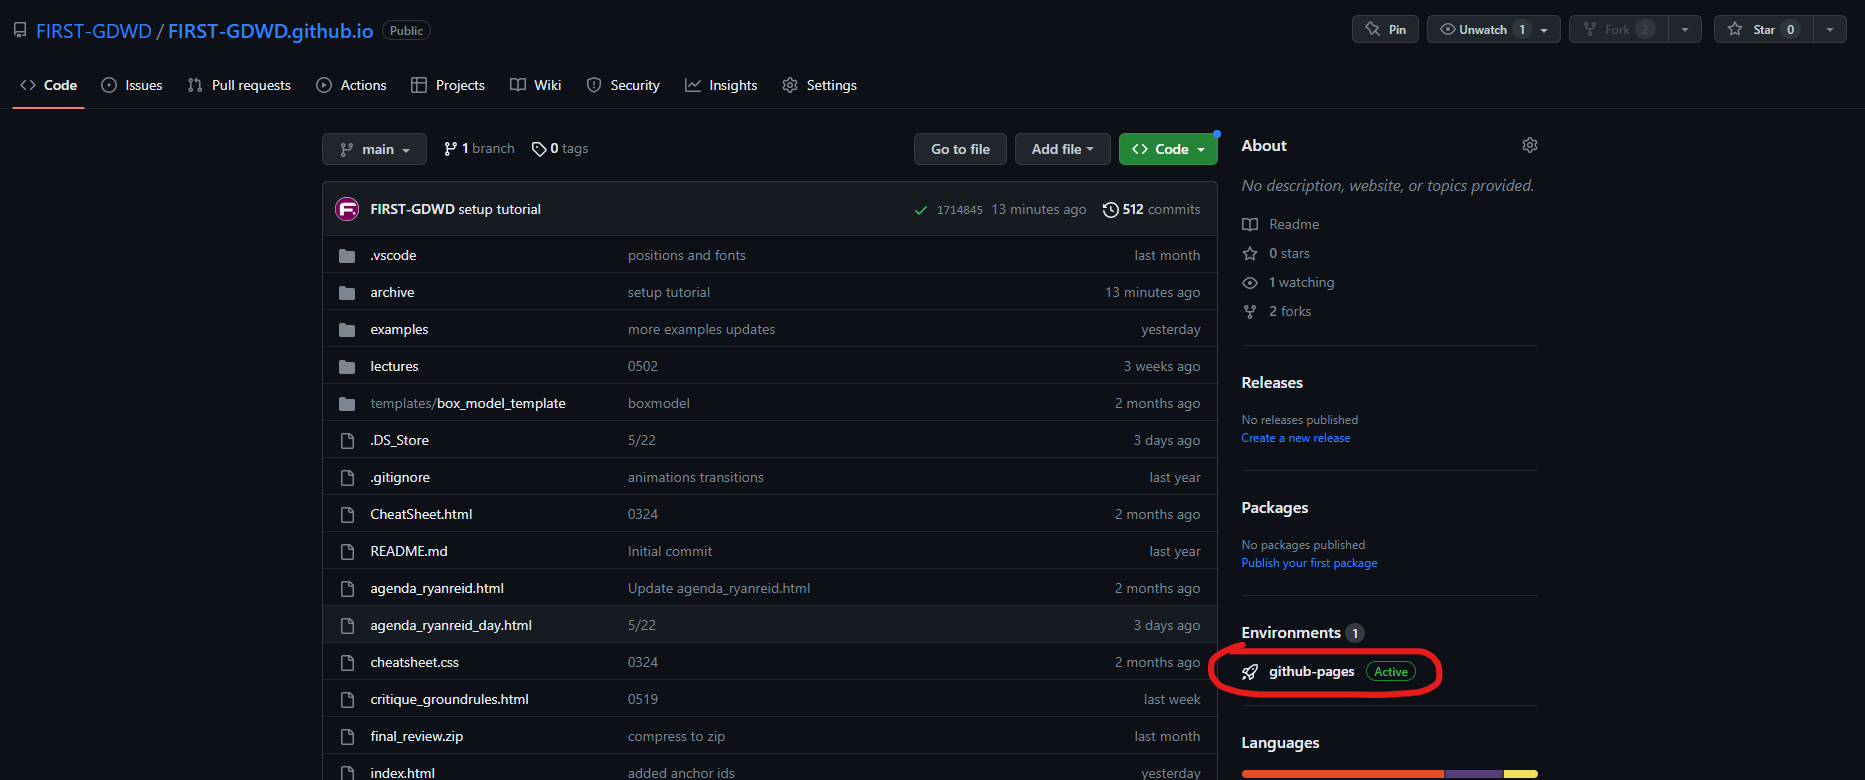 FIRST-GDWD / FIRST-GDWD.github.io Public
Pin
Unwatch 1
Fork 2
Star 0
Code
Issues
Pull requests
Actions
Projects
Wiki
Security
Insights
Settings
main
1 branch
0 tags
Go to file
Add file
Code
FIRST-GDWD setup tutorial 1714845 13 minutes ago 512 commits
.vscode positions and fonts last month
archive setup tutorial 13 minutes ago
examples more examples updates yesterday
lectures 0502 3 weeks ago
templates/box_model_template boxmodel 2 months ago
.DS_Store 5/22 3 days ago
.gitignore animations transitions last year
CheatSheet.html 0324 2 months ago
README.md Initial commit last year
agenda_ryanreid.html Update agenda_ryanreid.html 2 months ago
agenda_ryanreid_day.html 5/22 3 days ago
cheatsheet.css 0324 2 months ago
critique_groundrules.html 0519 last week
final_review.zip compress to zip last month
index.html added anchor ids yesterday
About
No description, website, or topics provided.
Readme
0 stars
1 watching
2 forks
Releases
No releases published
Create a new release
Packages
No packages published
Publish your first package
Environments 1
github-pages Active
Languages